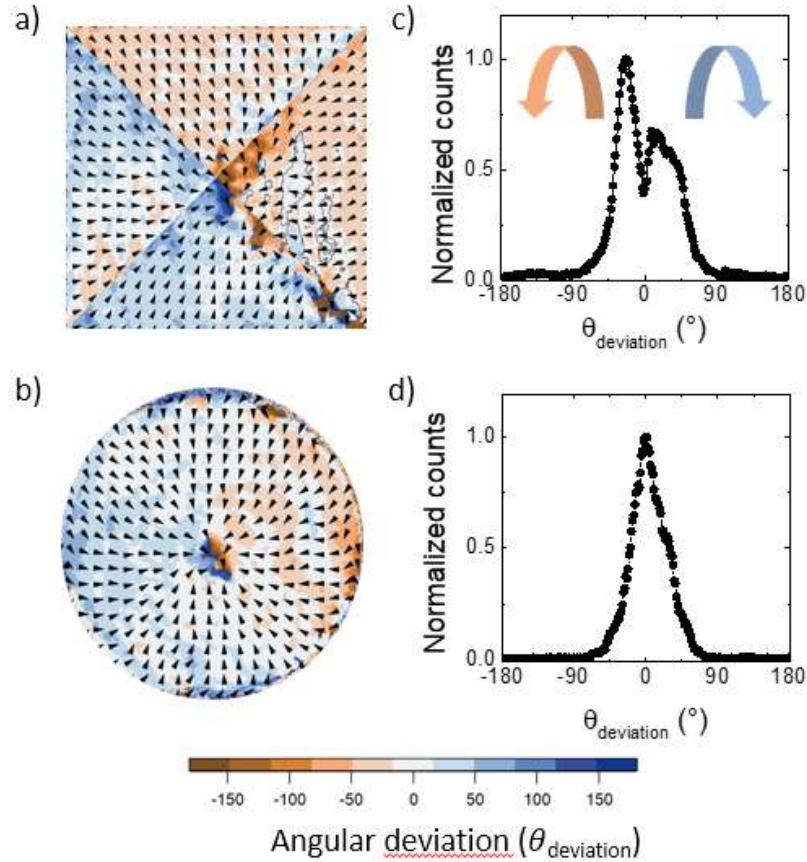 a)
c)
Normalized counts
1.0
0.5
0.0
-180 -90 0 90 180
θdeviation (°)
b)
d)
Normalized counts
1.0
0.5
0.0
-180 -90 0 90 180
θdeviation (°)
-150 -100 -50 0 50 100 150
Angular deviation (θdeviation)